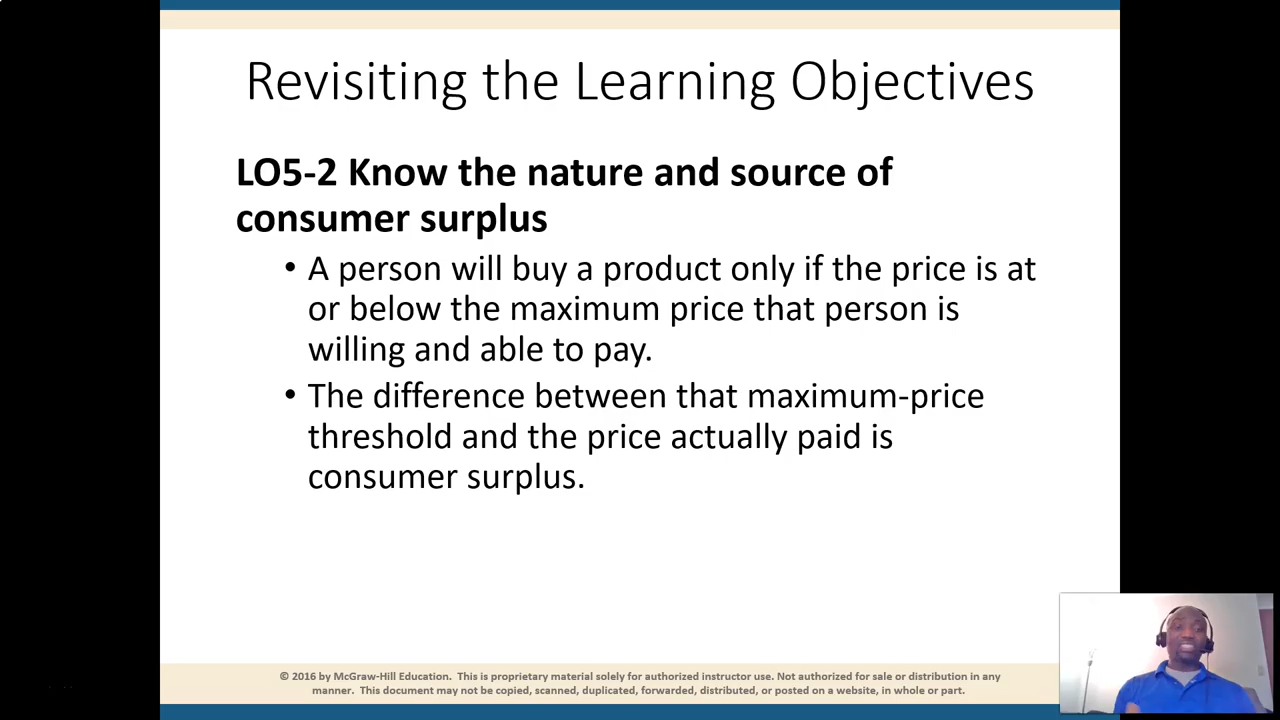 Revisiting the Learning Objectives
LO5-2 Know the nature and source of
consumer surplus
• A person will buy a product only if the price is at
or below the maximum price that person is
willing and able to pay.
• The difference between that maximum-price
threshold and the price actually paid is
consumer surplus.
© 2016 by McGraw-Hill Education.  This is proprietary material solely for authorized instructor use. Not authorized for sale or distribution in any
manner.  This document may not be copied, scanned, duplicated, forwarded, distributed, or posted on a website, in whole or part.